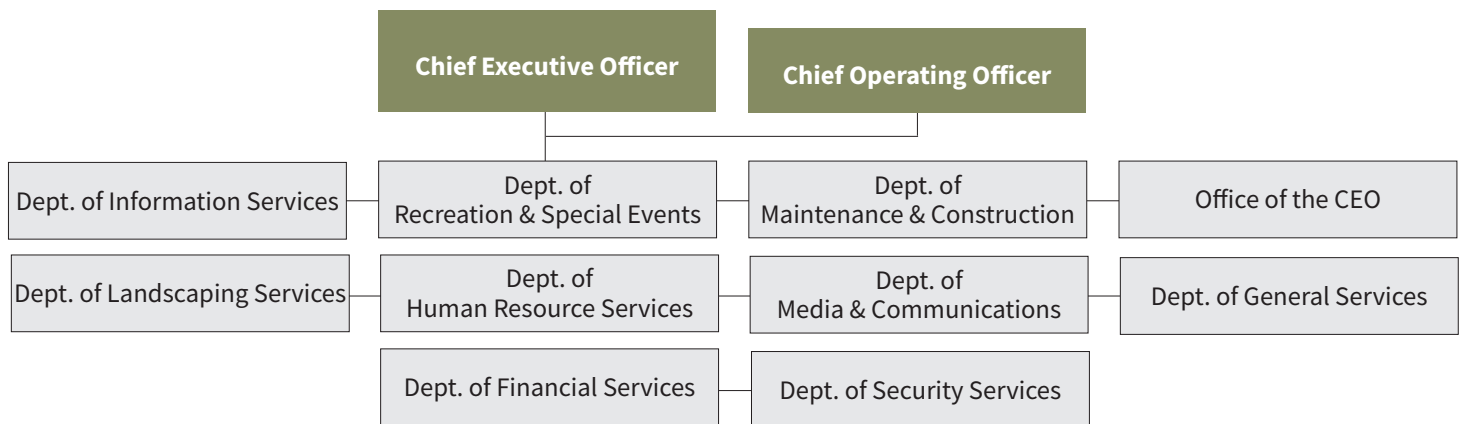 Chief Executive Officer
Chief Operating Officer
Dept. of Information Services
Dept. of
Recreation & Special Events
Dept. of
Maintenance & Construction
Office of the CEO
Dept. of Landscaping Services
Dept. of
Human Resource Services
Dept. of
Media & Communications
Dept. of General Services
Dept. of Financial Services
Dept. of Security Services